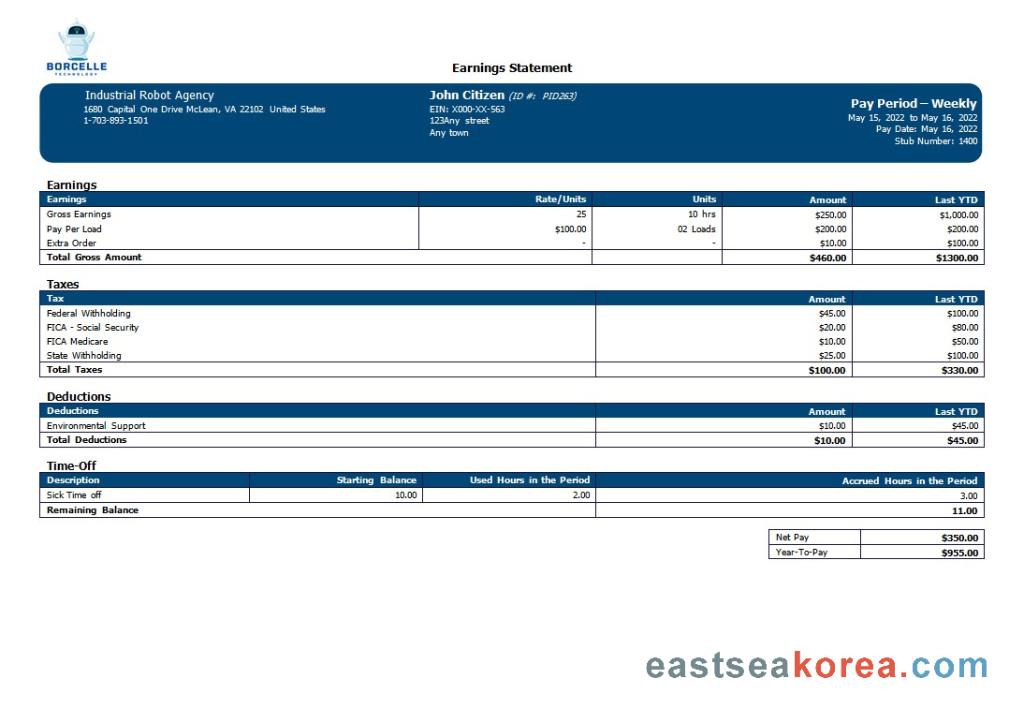 BORCELLE
TECHNOLOGY
Earnings Statement
Industrial Robot Agency
1680 Capital One Drive McLean, VA 22102 United States
1-703-893-1501
John Citizen (ID #: PID263)
EIN: X000-XX-563
123Any street
Any town
Pay Period – Weekly
May 15, 2022 to May 16, 2022
Pay Date: May 16, 2022
Stub Number: 1400
Earnings
Earnings Rate/Units Units Amount Last YTD
Gross Earnings 25 10 hrs $250.00 $1,000.00
Pay Per Load $100.00 02 Loads $200.00 $200.00
Extra Order - - $10.00 $100.00
Total Gross Amount $460.00 $1300.00
Taxes
Tax Amount Last YTD
Federal Withholding $45.00 $100.00
FICA - Social Security $20.00 $80.00
FICA Medicare $10.00 $50.00
State Withholding $25.00 $100.00
Total Taxes $100.00 $330.00
Deductions
Deductions Amount Last YTD
Environmental Support $10.00 $45.00
Total Deductions $10.00 $45.00
Time-Off
Description Starting Balance Used Hours in the Period Accrued Hours in the Period
Sick Time off 10.00 2.00 3.00
Remaining Balance 11.00
Net Pay $350.00
Year-To-Pay $955.00
eastseakorea.com